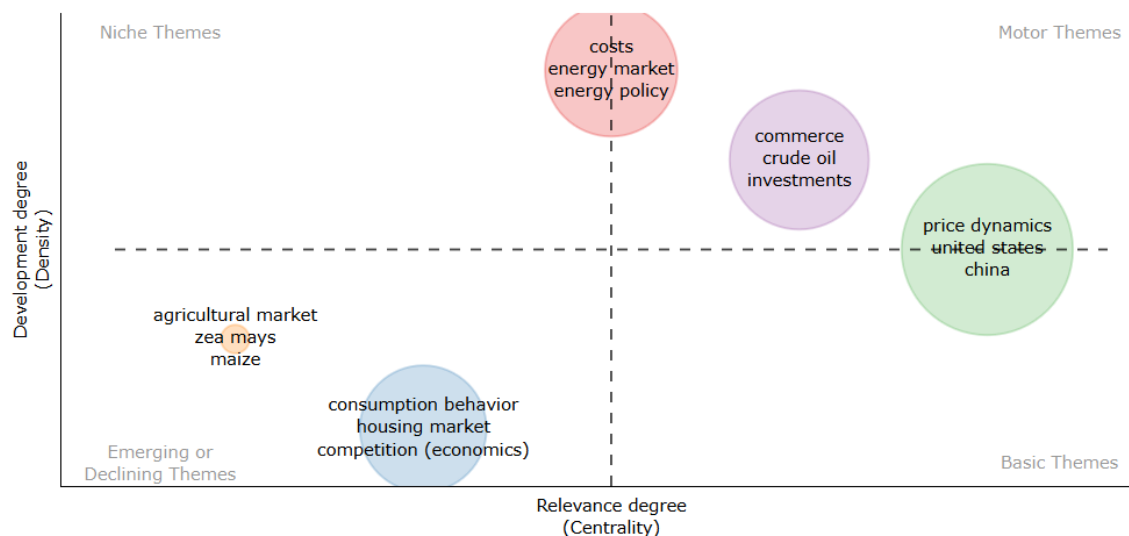 Niche Themes
Motor Themes
costs
energy market
energy policy
commerce
crude oil
investments
price dynamics
united states
china
Development degree
(Density)
agricultural market
zea mays
maize
consumption behavior
housing market
competition (economics)
Emerging or
Declining Themes
Basic Themes
Relevance degree
(Centrality)